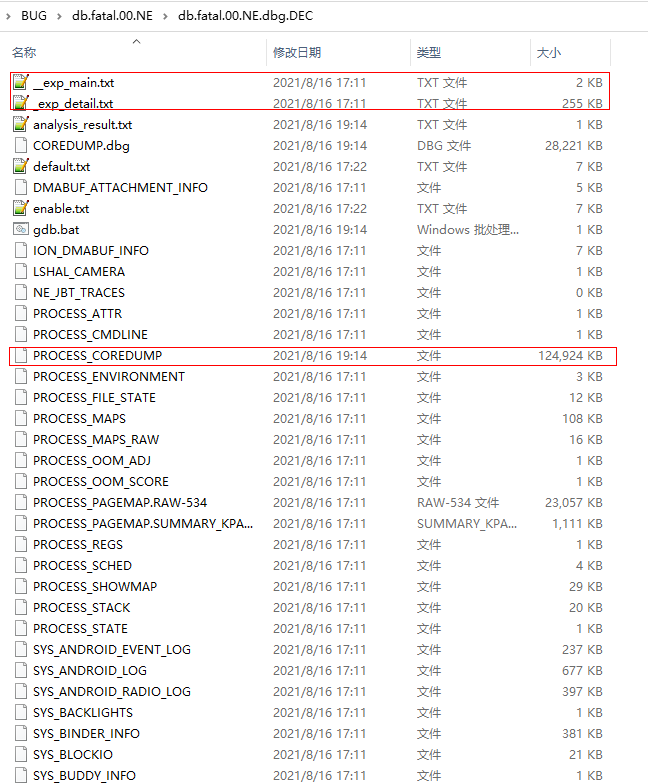 BUG > db.fatal.00.NE > db.fatal.00.NE.dbg.DEC
名称 修改日期 类型 大小
__exp_main.txt 2021/8/16 17:11 TXT 文件 2 KB
_exp_detail.txt 2021/8/16 17:11 TXT 文件 255 KB
analysis_result.txt 2021/8/16 19:14 TXT 文件 1 KB
COREDUMP.dbg 2021/8/16 19:14 DBG 文件 28,221 KB
default.txt 2021/8/16 17:22 TXT 文件 7 KB
DMABUF_ATTACHMENT_INFO 2021/8/16 17:11 文件 5 KB
enable.txt 2021/8/16 17:22 TXT 文件 7 KB
gdb.bat 2021/8/16 19:14 Windows 批处理... 1 KB
ION_DMABUF_INFO 2021/8/16 17:11 文件 7 KB
LSHAL_CAMERA 2021/8/16 17:11 文件 1 KB
NE_JBT_TRACES 2021/8/16 17:11 文件 0 KB
PROCESS_ATTR 2021/8/16 17:11 文件 1 KB
PROCESS_CMDLINE 2021/8/16 17:11 文件 1 KB
PROCESS_COREDUMP 2021/8/16 19:14 文件 124,924 KB
PROCESS_ENVIRONMENT 2021/8/16 17:11 文件 3 KB
PROCESS_FILE_STATE 2021/8/16 17:11 文件 12 KB
PROCESS_MAPS 2021/8/16 17:11 文件 108 KB
PROCESS_MAPS_RAW 2021/8/16 17:11 文件 16 KB
PROCESS_OOM_ADJ 2021/8/16 17:11 文件 1 KB
PROCESS_OOM_SCORE 2021/8/16 17:11 文件 1 KB
PROCESS_PAGEMAP.RAW-534 2021/8/16 17:11 RAW-534 文件 23,057 KB
PROCESS_PAGEMAP.SUMMARY_KPA... 2021/8/16 17:11 SUMMARY_KPA... 1,111 KB
PROCESS_REGS 2021/8/16 17:11 文件 1 KB
PROCESS_SCHED 2021/8/16 17:11 文件 4 KB
PROCESS_SHOWMAP 2021/8/16 17:11 文件 29 KB
PROCESS_STACK 2021/8/16 17:11 文件 20 KB
PROCESS_STATE 2021/8/16 17:11 文件 1 KB
SYS_ANDROID_EVENT_LOG 2021/8/16 17:11 文件 237 KB
SYS_ANDROID_LOG 2021/8/16 17:11 文件 677 KB
SYS_ANDROID_RADIO_LOG 2021/8/16 17:11 文件 397 KB
SYS_BACKLIGHTS 2021/8/16 17:11 文件 1 KB
SYS_BINDER_INFO 2021/8/16 17:11 文件 381 KB
SYS_BLOCKIO 2021/8/16 17:11 文件 21 KB
SYS_BUDDY_INFO 2021/8/16 17:11 文件 1 KB